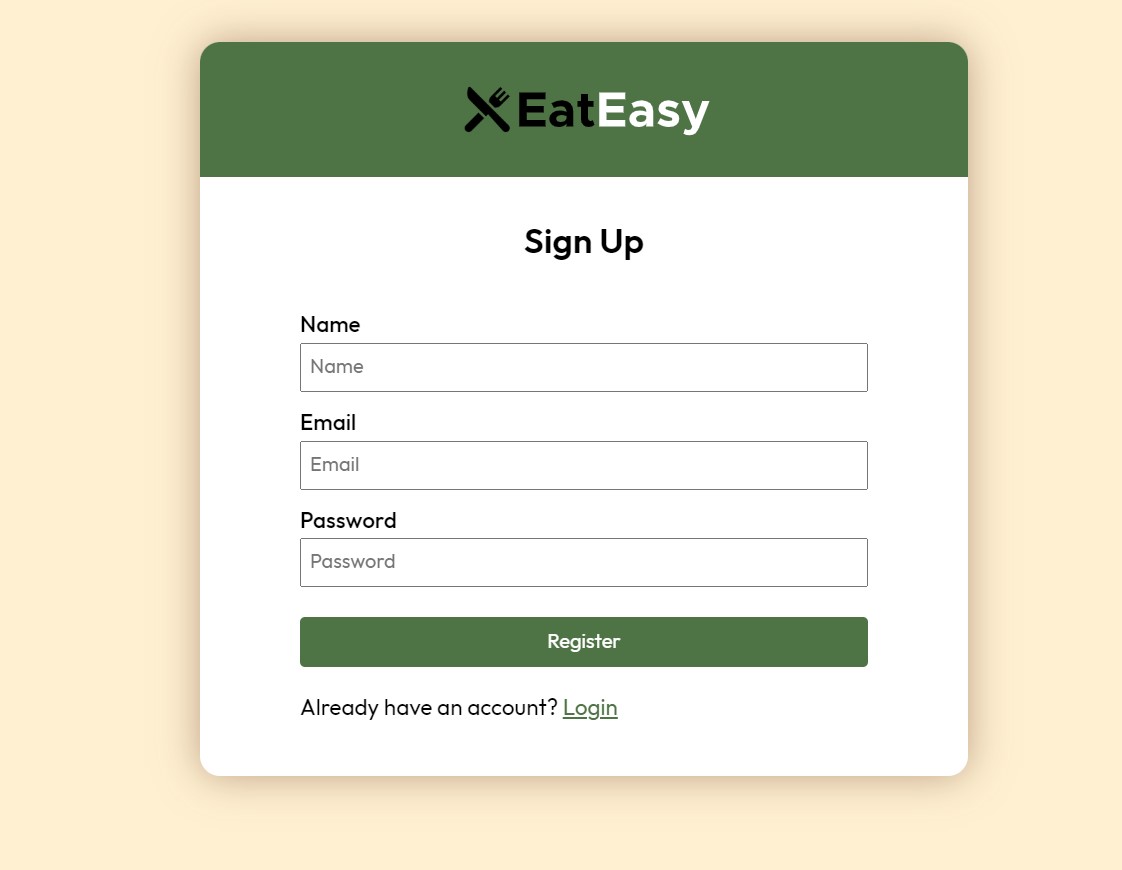 EatEasy
Sign Up
Name
Name
Email
Email
Password
Password
Register
Already have an account? Login